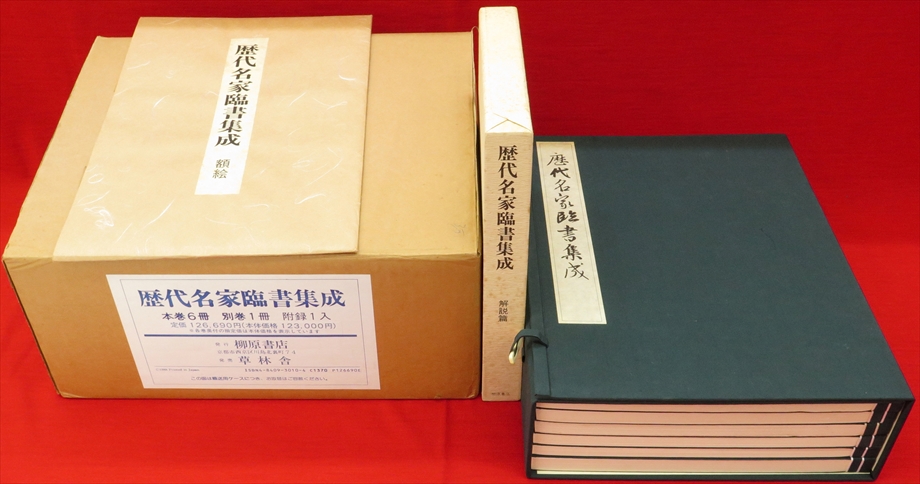 歴代名家臨書集成
額絵
歴代名家臨書集成
本巻6冊 別巻1冊 附録1入
定価126,690円(本体価格123,000円)
柳原書店
草林舎
歴代名家臨書集成
解説篇
歴代名家臨書集成